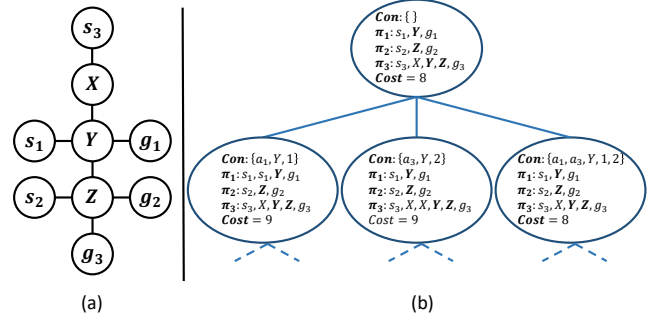 s₃
X
s₁ Y g₁
s₂ Z g₂
g₃
(a)
Con: { }
π₁: s₁, Y, g₁
π₂: s₂, Z, g₂
π₃: s₃, X, Y, Z, g₃
Cost = 8
Con: {a₁, Y, 1}
π₁: s₁, s₁, Y, g₁
π₂: s₂, Z, g₂
π₃: s₃, X, Y, Z, g₃
Cost = 9
Con: {a₃, Y, 2}
π₁: s₁, Y, g₁
π₂: s₂, Z, g₂
π₃: s₃, X, X, Y, Z, g₃
Cost = 9
Con: {a₁, a₃, Y, 1, 2}
π₁: s₁, Y, g₁
π₂: s₂, Z, g₂
π₃: s₃, X, Y, Z, g₃
Cost = 8
(b)